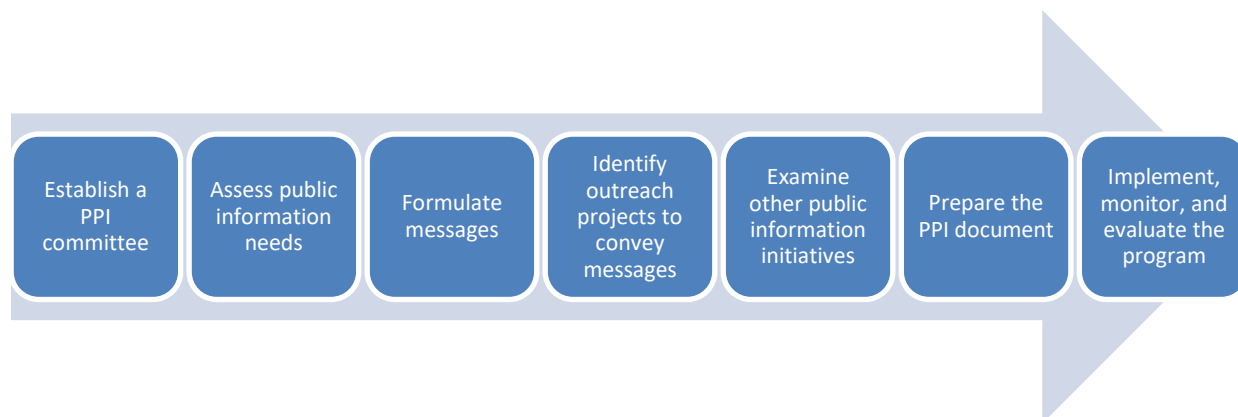 Establish a
PPI
committee
Assess public
information
needs
Formulate
messages
Identify
outreach
projects to
convey
messages
Examine
other public
information
initiatives
Prepare the
PPI document
Implement,
monitor, and
evaluate the
program